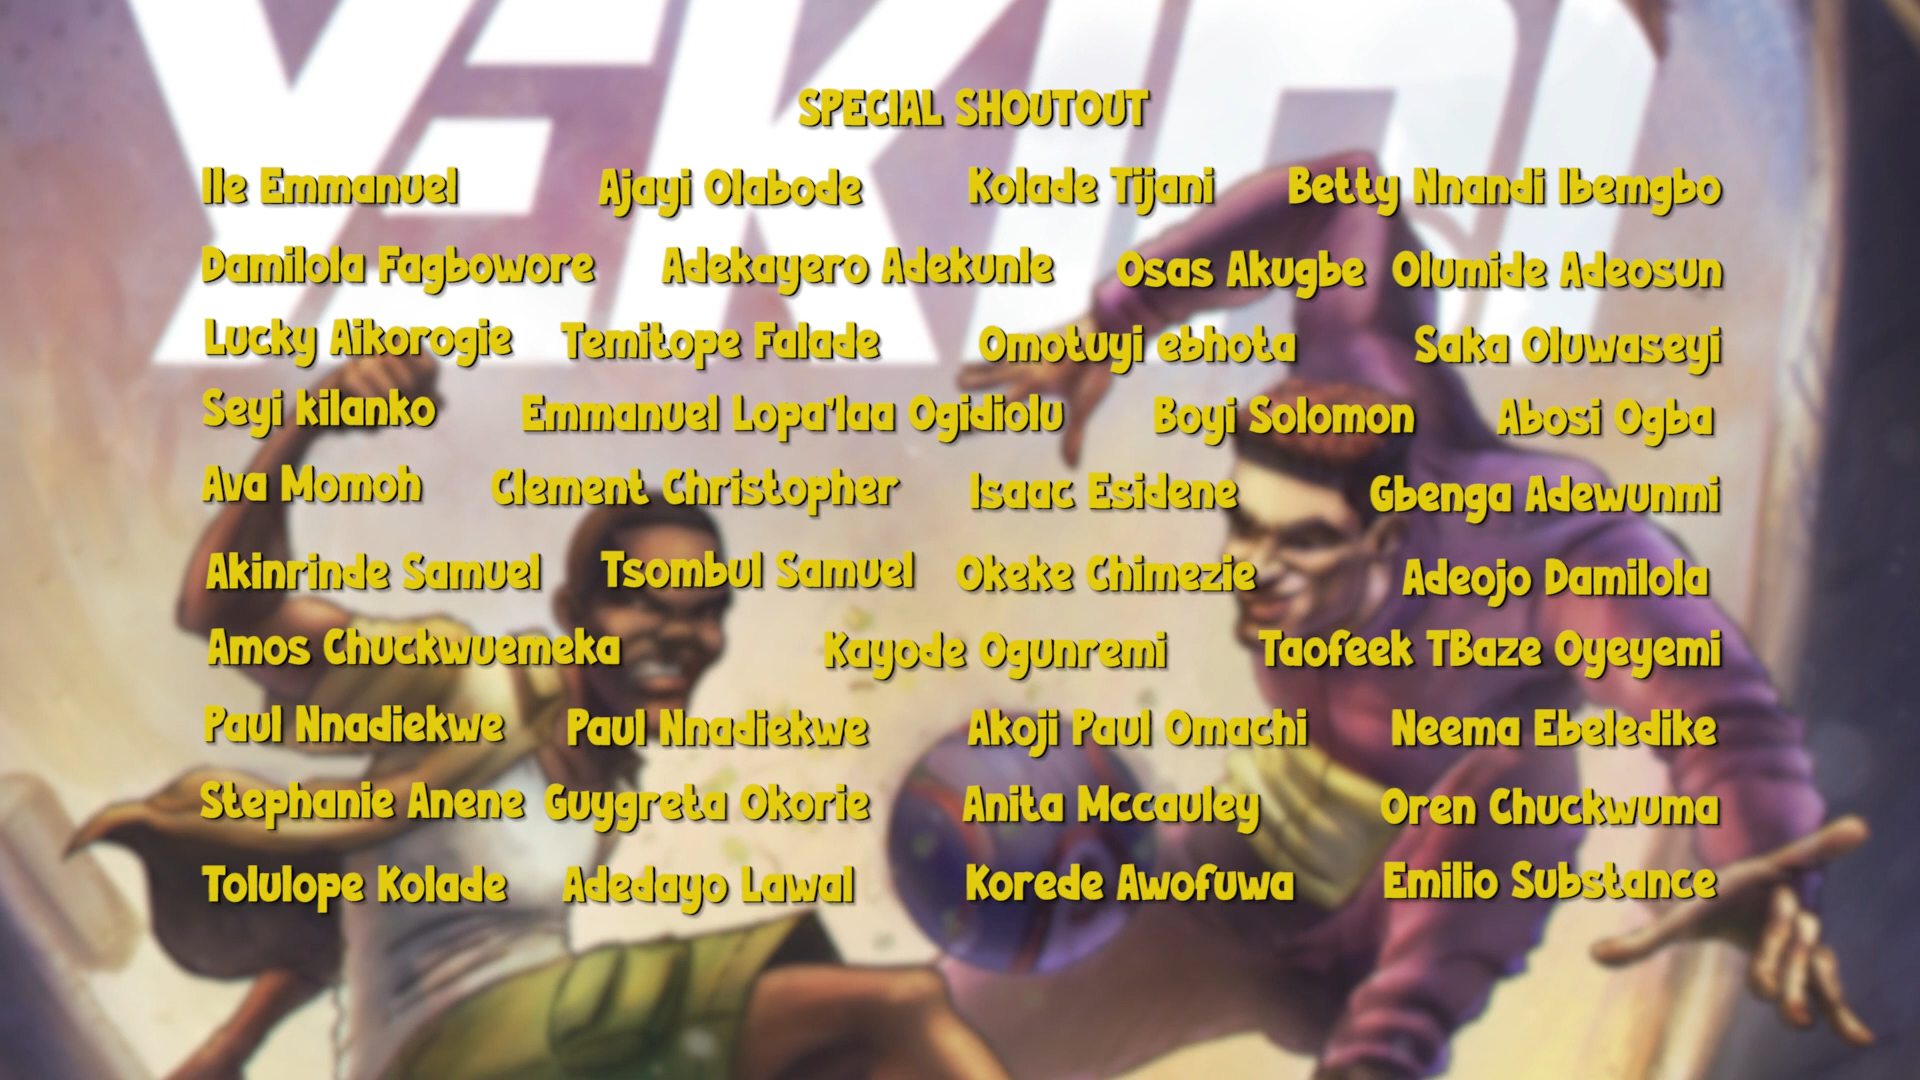 YEKINI
SPECIAL SHOUTOUT
Ile Emmanuel Ajayi Olabode Kolade Tijani Betty Nnandi Ibemgbo
Damilola Fagbowore Adekayero Adekunle Osas Akugbe Olumide Adeosun
Lucky Aikorogie Temitope Falade Omotuyi ebhota Saka Oluwaseyi
Seyi kilanko Emmanuel Lopa'laa Ogidiolu Boyi Solomon Abosi Ogba
Ava Momoh Clement Christopher Isaac Esidene Gbenga Adewunmi
Akinrinde Samuel Tsombul Samuel Okeke Chimezie Adeojo Damilola
Amos Chuckwuemeka Kayode Ogunremi Taofeek TBaze Oyeyemi
Paul Nnadiekwe Paul Nnadiekwe Akoji Paul Omachi Neema Ebeledike
Stephanie Anene Guygreta Okorie Anita Mccauley Oren Chuckwuma
Tolulope Kolade Adedayo Lawal Korede Awofuwa Emilio Substance